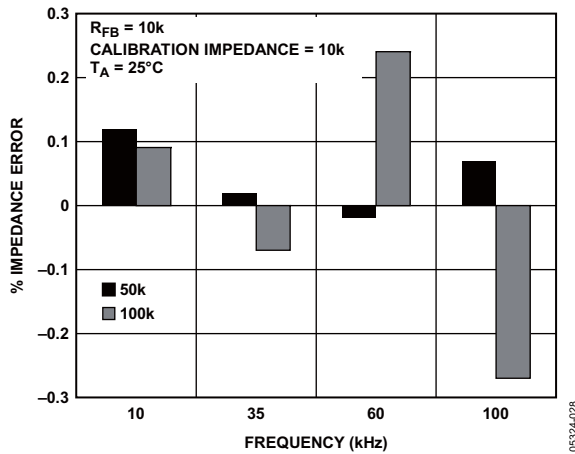 R_FB = 10k
CALIBRATION IMPEDANCE = 10k
T_A = 25°C
% IMPEDANCE ERROR
0.3
0.2
0.1
0
–0.1
–0.2
–0.3
50k
100k
10 35 60 100
FREQUENCY (kHz)
05324-028